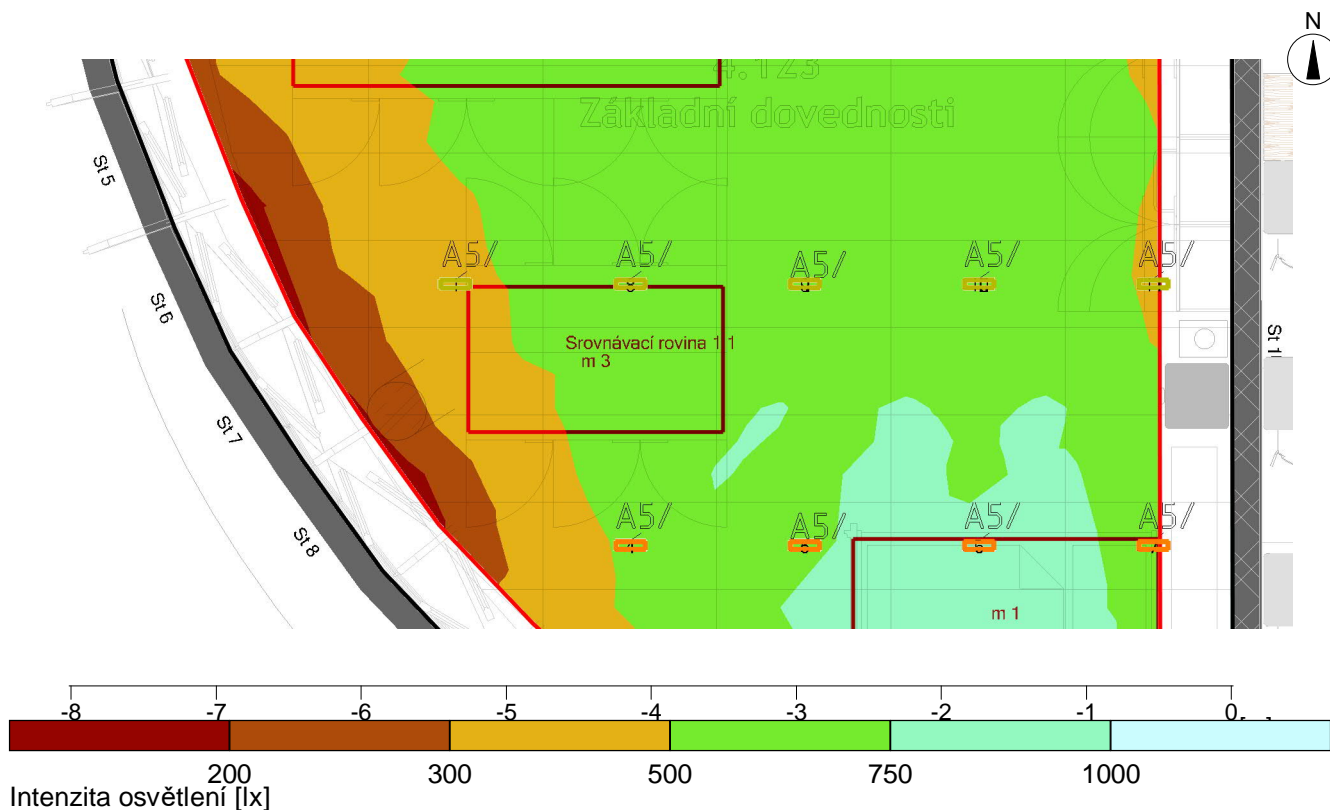 N
4.123
Základní dovednosti
St 5
A5/ A5/ A5/ A5/ A5/
St 6
Srovnávací rovina 1.1
m 3
St 1
St 7
A5/ A5/ A5/ A5/
St 8
m 1
-8 -7 -6 -5 -4 -3 -2 -1 0
200 300 500 750 1000
Intenzita osvětlení [lx]